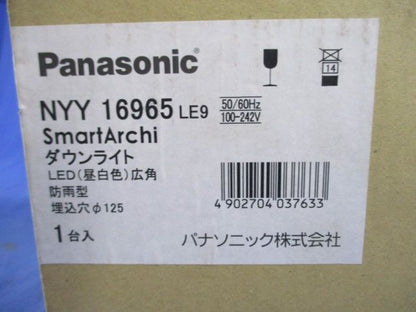 Panasonic®
NYY 16965 LE9
50/60Hz
100-242V
14
SmartArchi
ダウンライト
LED(昼白色)広角
防雨型
埋込穴φ125
1台入
4902704037633
パナソニック株式会社